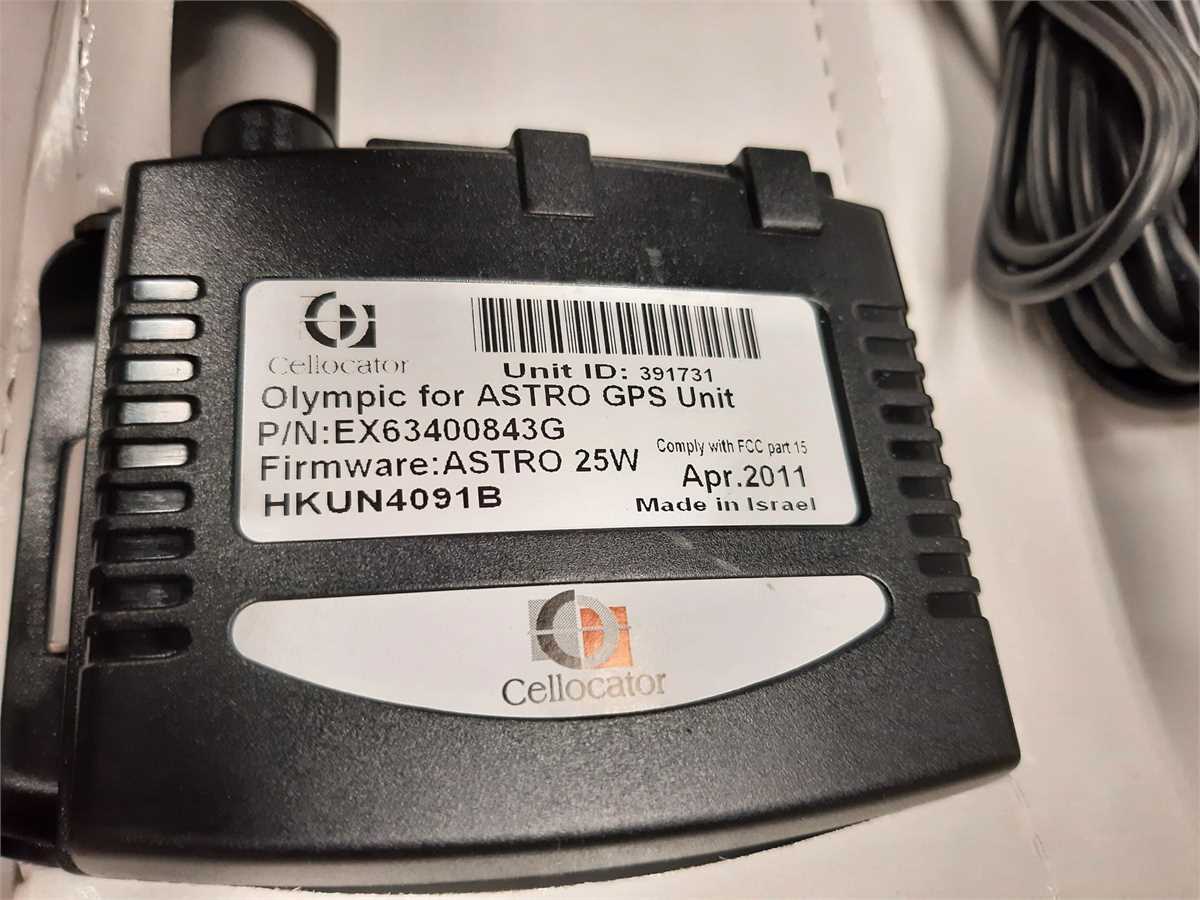 Cellocator
Unit ID: 391731
Olympic for ASTRO GPS Unit
P/N:EX63400843G
Comply with FCC part 15
Firmware:ASTRO 25W
Apr.2011
HKUN4091B
Made in Israel
Cellocator